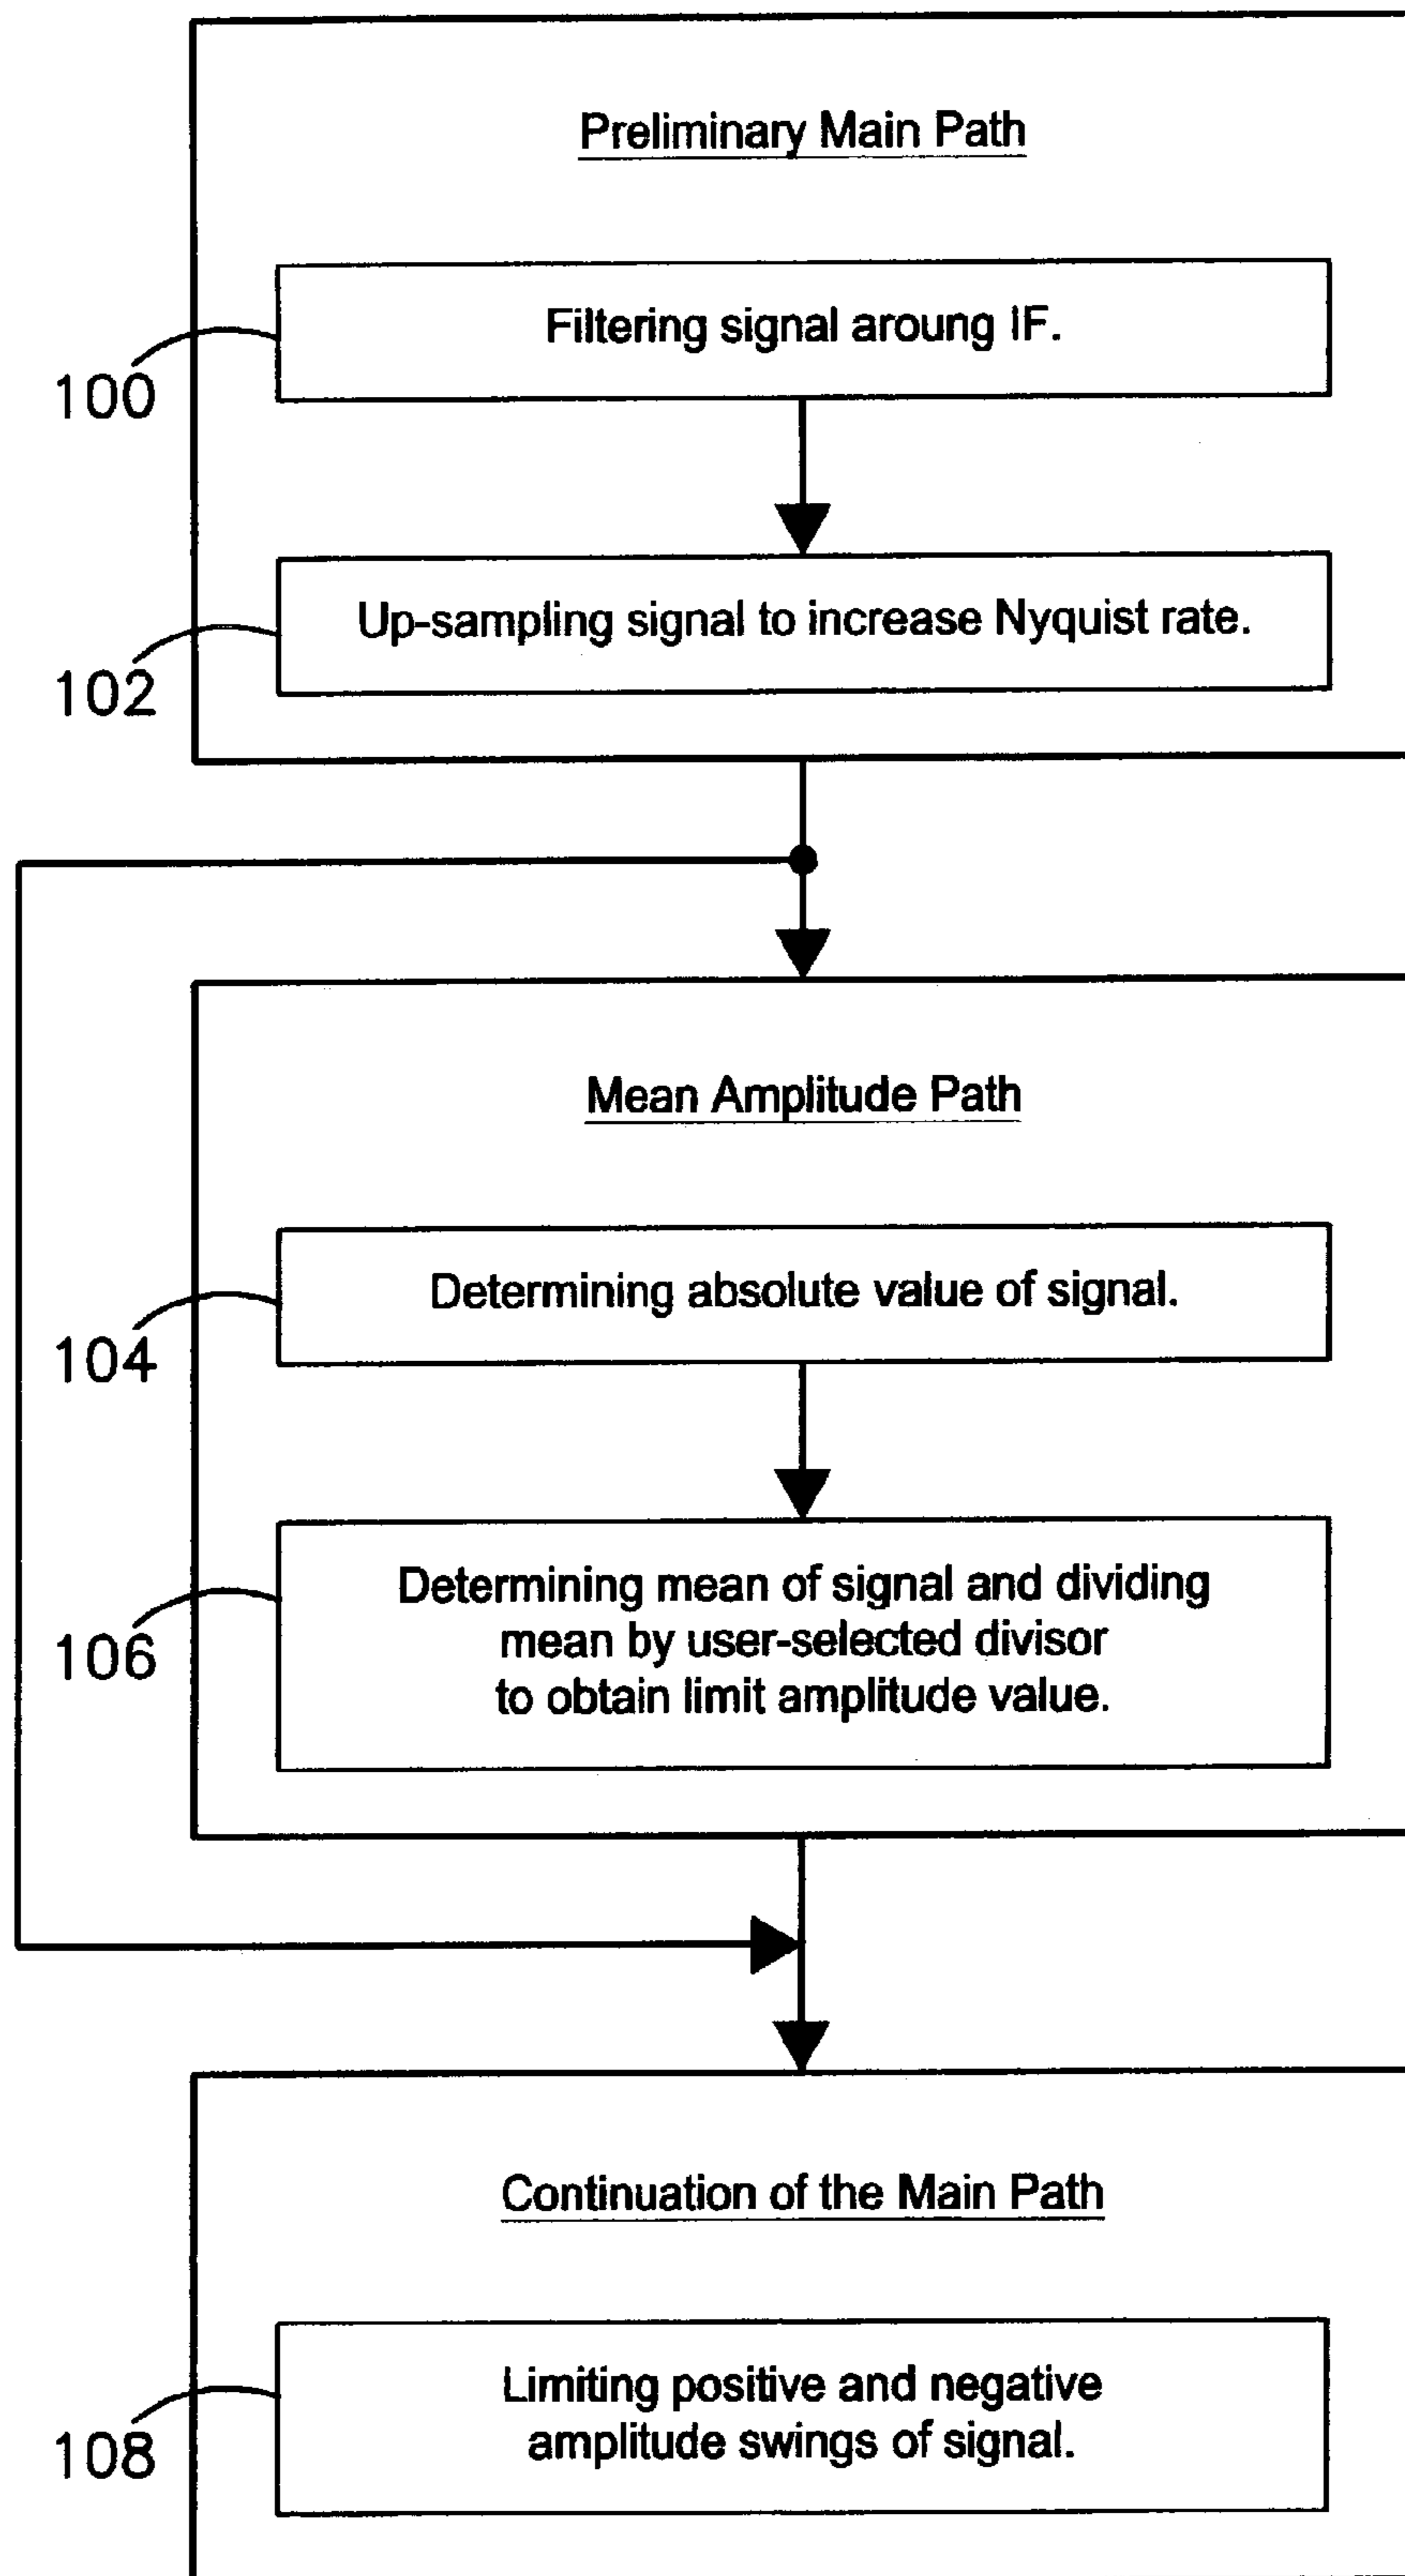 Preliminary Main Path
Filtering signal aroung IF.
100
Up-sampling signal to increase Nyquist rate.
102
Mean Amplitude Path
Determining absolute value of signal.
104
Determining mean of signal and dividing
mean by user-selected divisor
to obtain limit amplitude value.
106
Continuation of the Main Path
Limiting positive and negative
amplitude swings of signal.
108